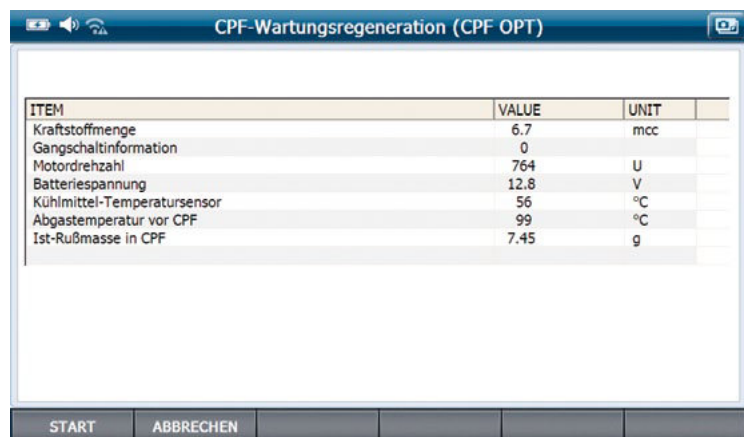 CPF-Wartungsregeneration (CPF OPT)
ITEM VALUE UNIT
Kraftstoffmenge 6.7 mcc
Gangschaltinformation 0
Motordrehzahl 764 U
Batteriespannung 12.8 V
Kühlmittel-Temperatursensor 56 °C
Abgastemperatur vor CPF 99 °C
Ist-Rußmasse in CPF 7.45 g
START ABBRECHEN